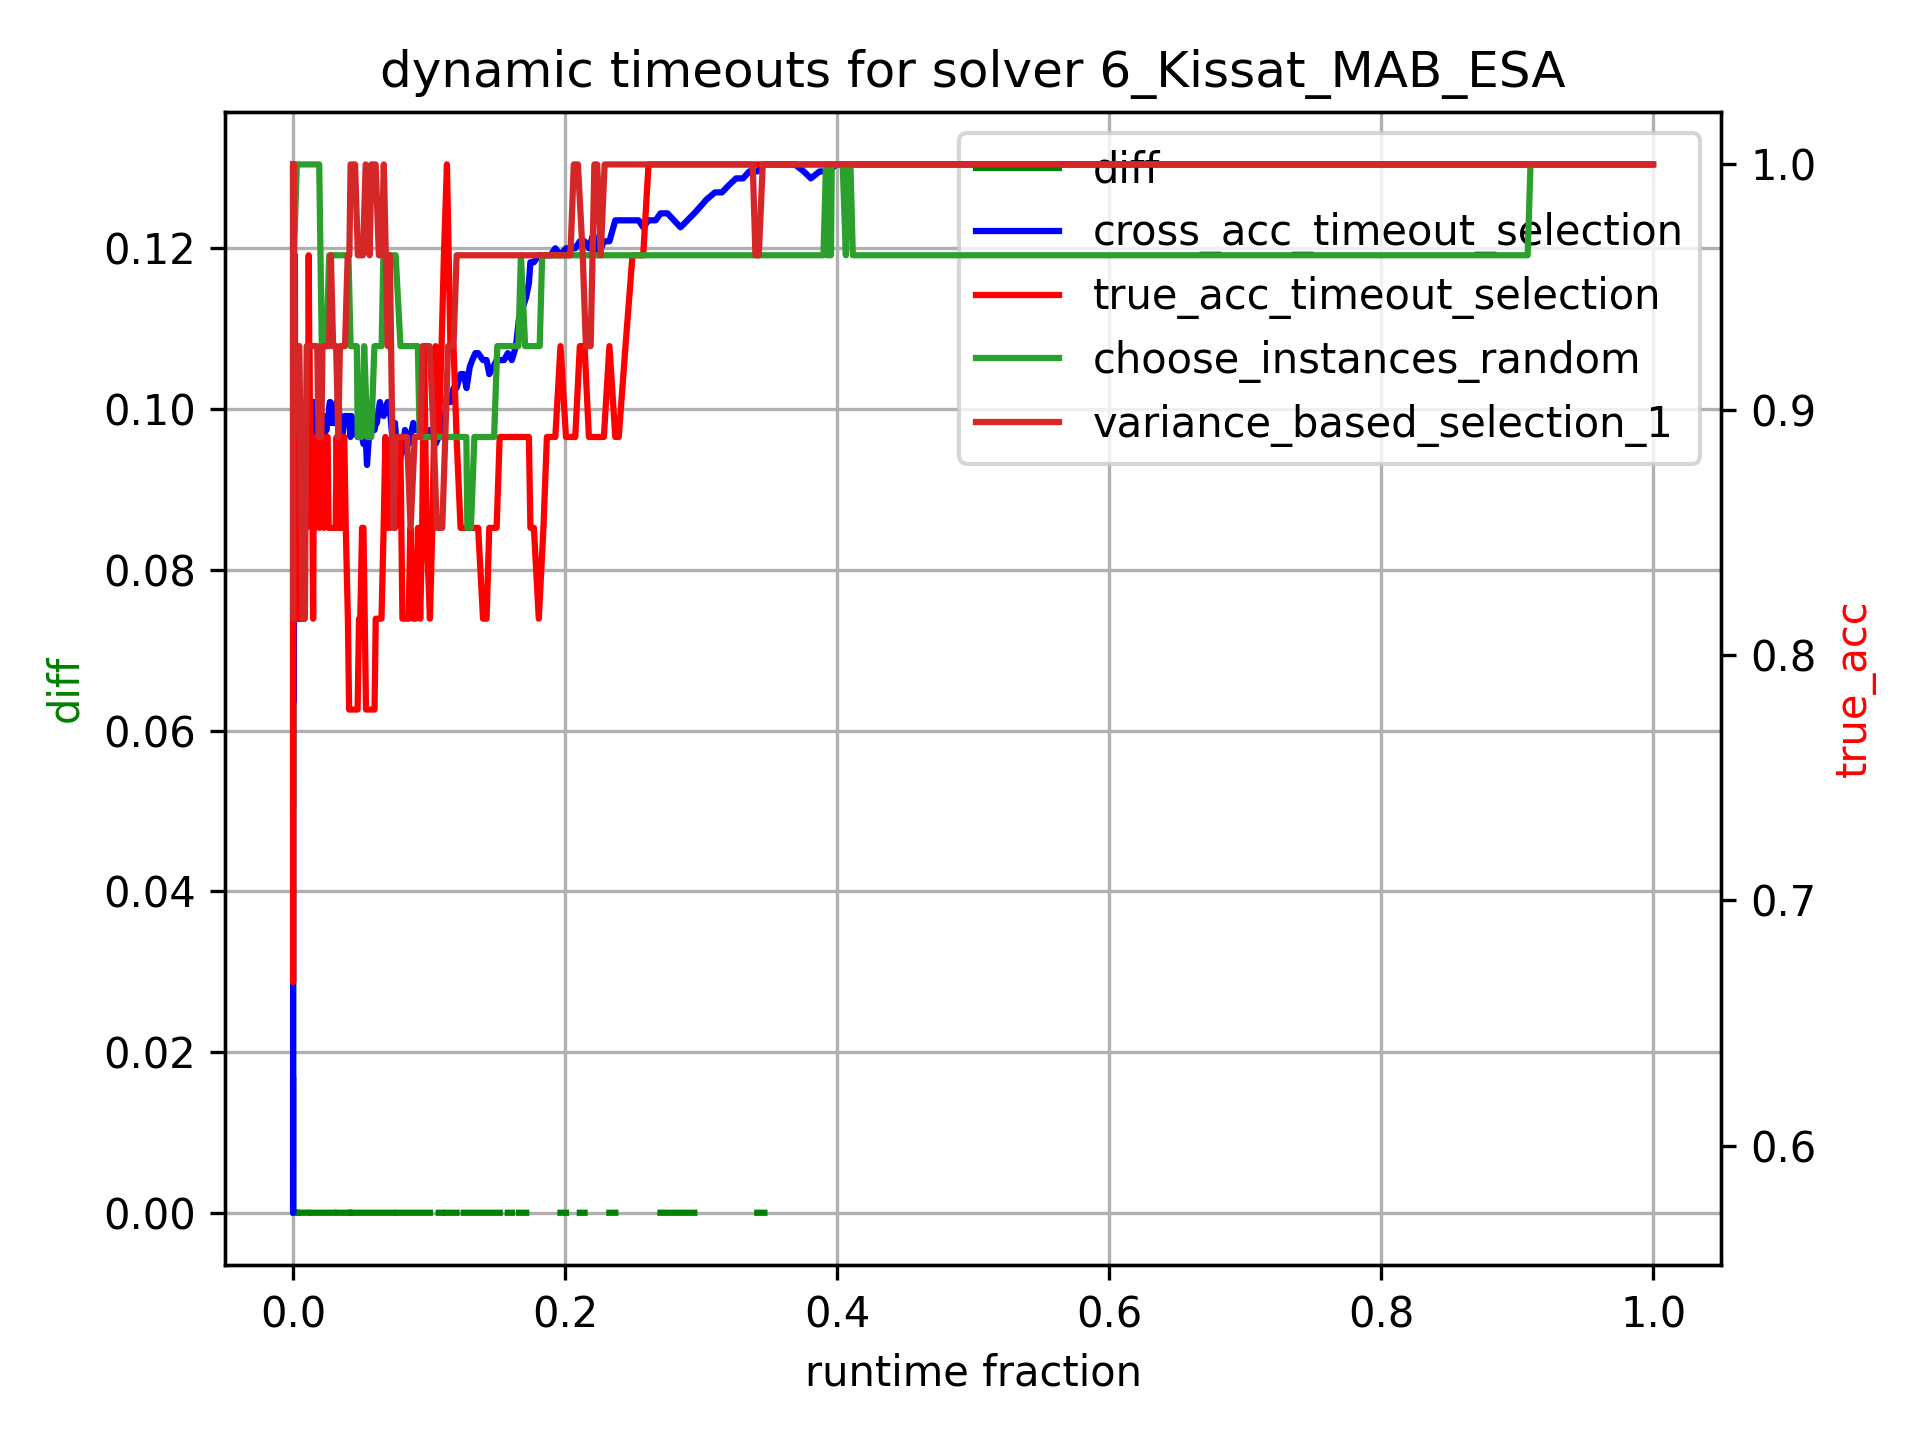 dynamic timeouts for solver 6_Kissat_MAB_ESA
diff
cross_acc_timeout_selection
true_acc_timeout_selection
choose_instances_random
variance_based_selection_1
0.12
0.10
0.08
0.06
0.04
0.02
0.00
diff
1.0
0.9
0.8
0.7
0.6
true_acc
0.0 0.2 0.4 0.6 0.8 1.0
runtime fraction